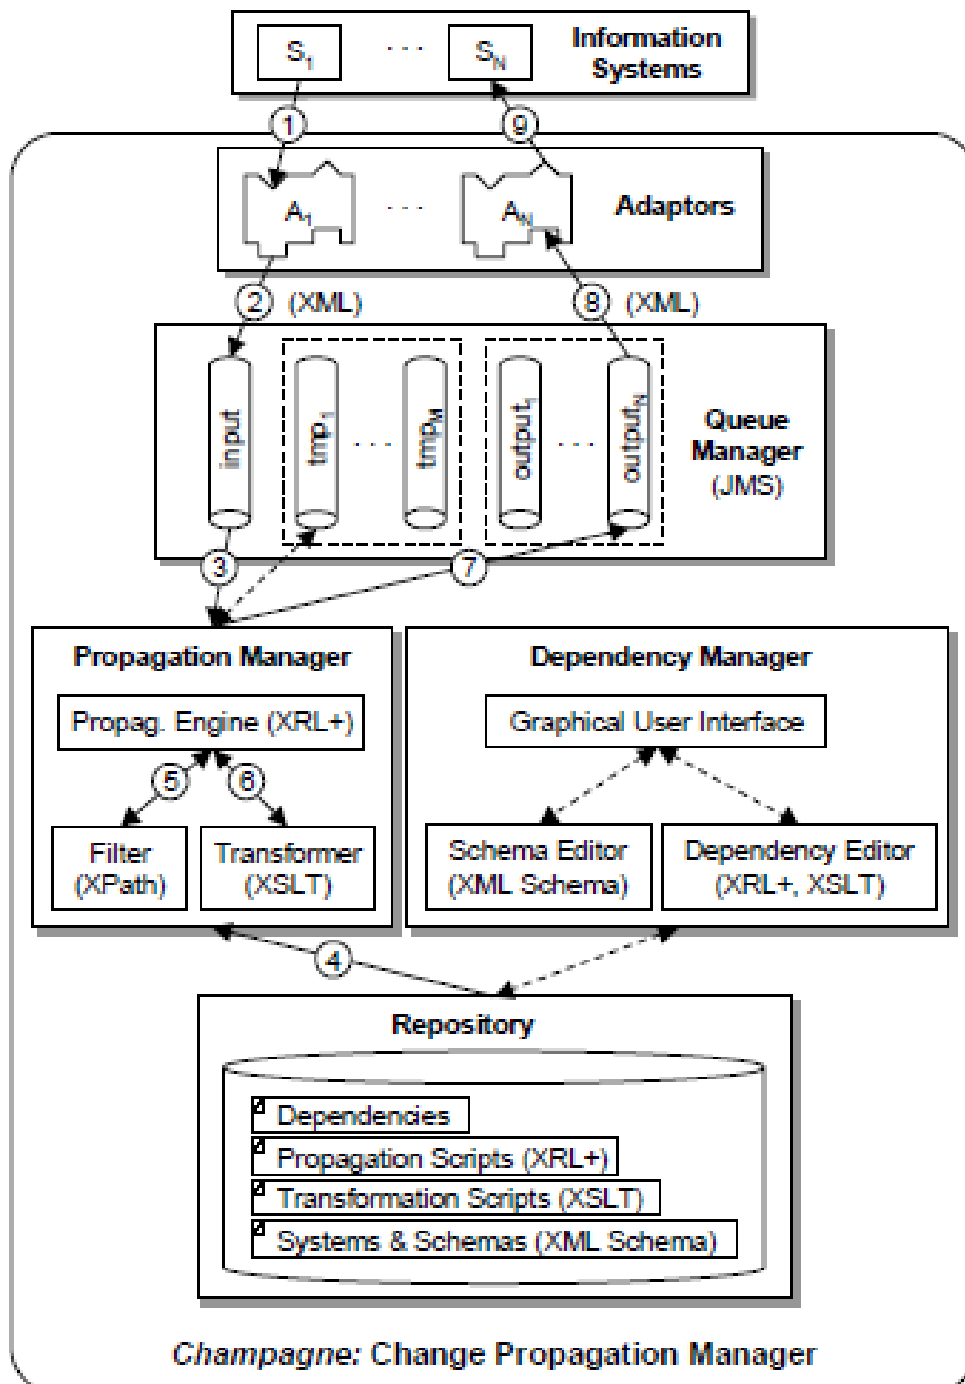 S1 ... SN Information
Systems
1 9
A1 ... AN Adaptors
2 (XML) 8 (XML)
input tmp1 ... tmpM output1 ... outputN
Queue
Manager
(JMS)
3 7
Propagation Manager
Propag. Engine (XRL+)
5 6
Filter
(XPath)
Transformer
(XSLT)
Dependency Manager
Graphical User Interface
Schema Editor
(XML Schema)
Dependency Editor
(XRL+, XSLT)
4
Repository
Dependencies
Propagation Scripts (XRL+)
Transformation Scripts (XSLT)
Systems & Schemas (XML Schema)
Champagne: Change Propagation Manager